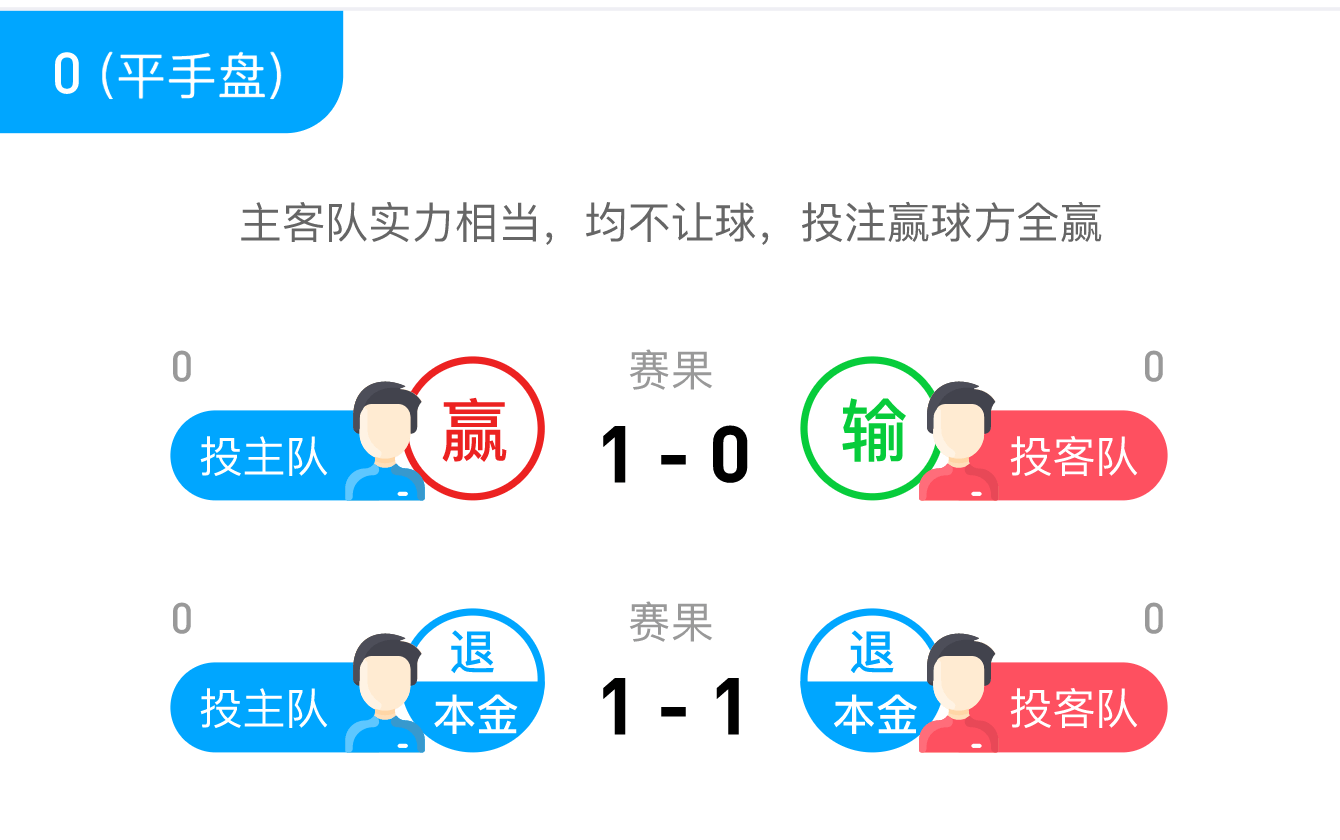 0 (平手盘)
主客队实力相当，均不让球，投注赢球方全赢
0 赛果 0
投主队 赢 1 - 0 输 投客队
0 赛果 0
退 退
投主队 本金 1 - 1 本金 投客队